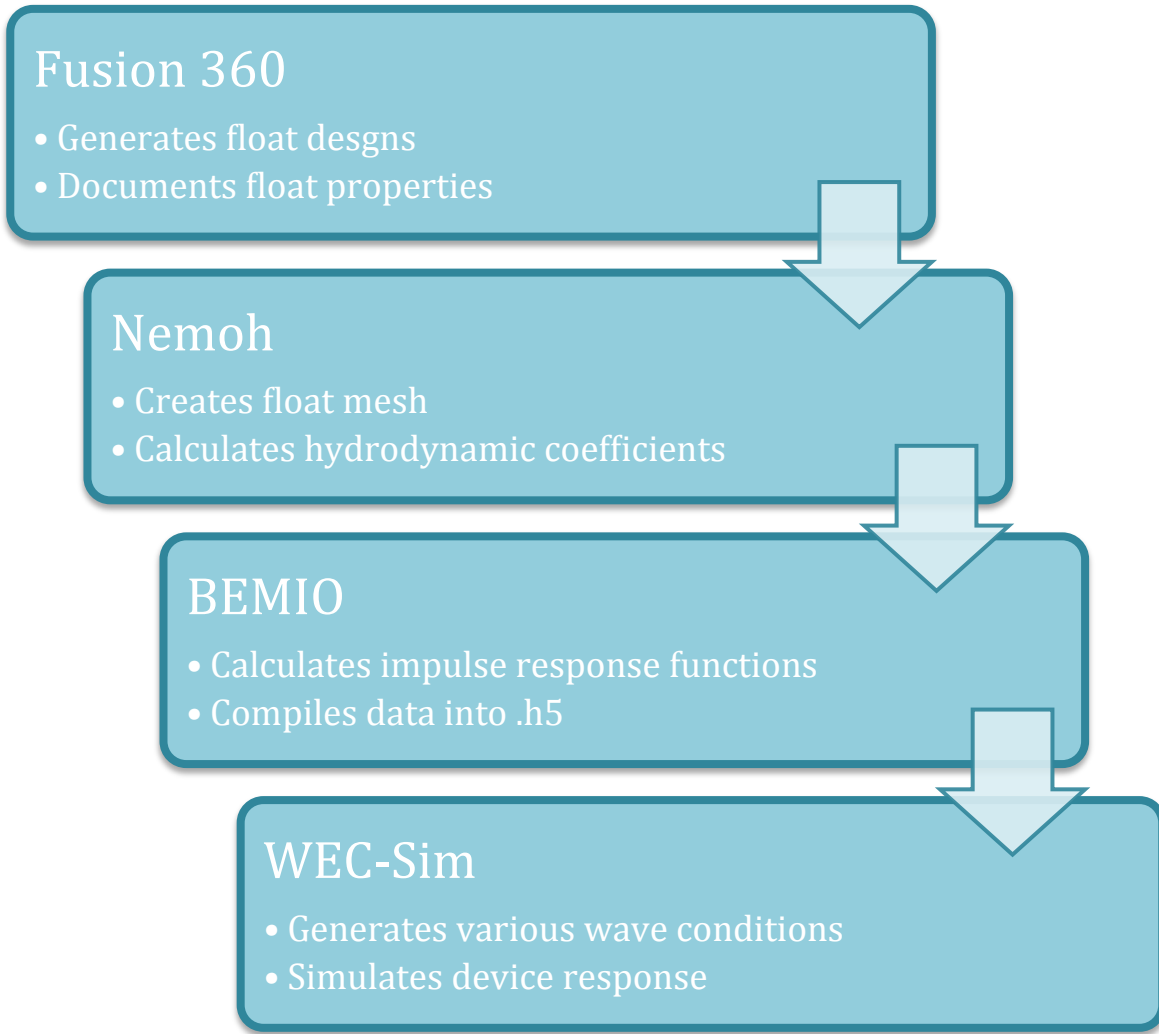 Fusion 360
• Generates float desgns
• Documents float properties
Nemoh
• Creates float mesh
• Calculates hydrodynamic coefficients
BEMIO
• Calculates impulse response functions
• Compiles data into .h5
WEC-Sim
• Generates various wave conditions
• Simulates device response